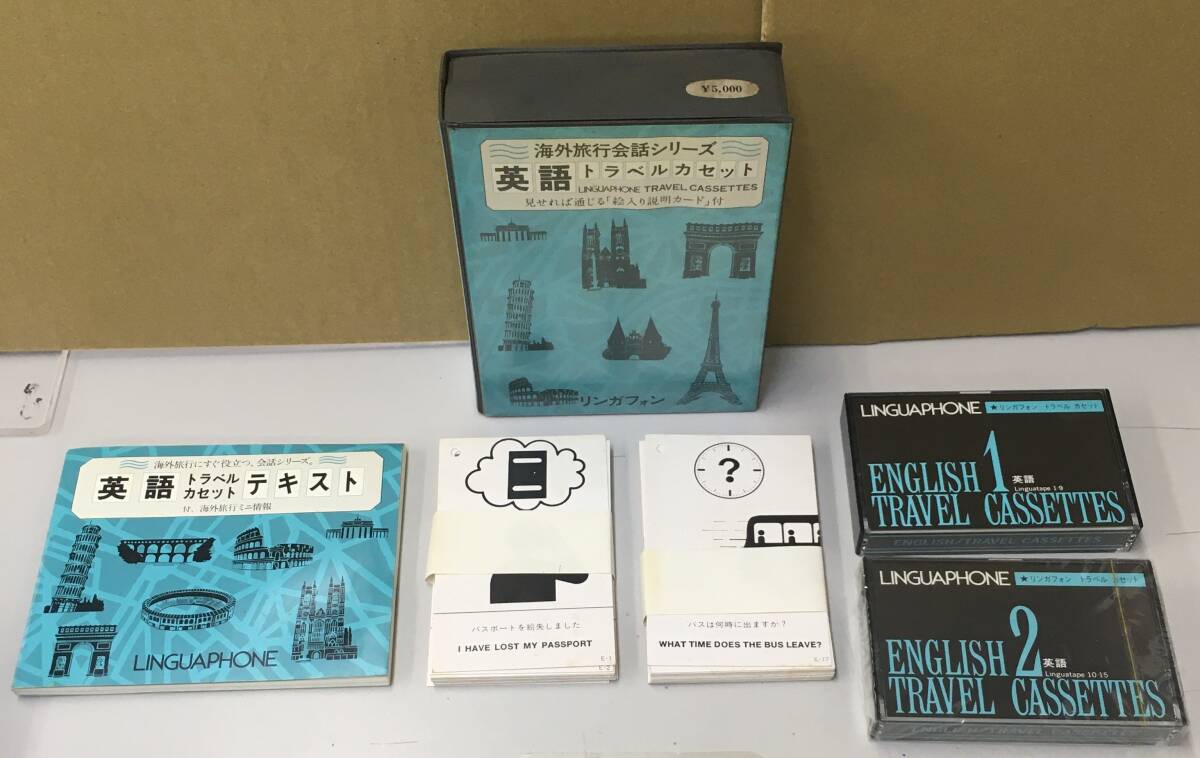 ¥5,000
海外旅行会話シリーズ
英語トラベルカセット
LINGUAPHONE TRAVEL CASSETTES
見せれば通じる「絵入り説明カード」付
リンガフォン
海外旅行にすぐ役立つ、会話シリーズ。
英語トラベルカセットテキスト
付、海外旅行ミニ情報
LINGUAPHONE
パスポートを紛失しました
I HAVE LOST MY PASSPORT
E-1
E-2
?
バスは何時に出ますか?
WHAT TIME DOES THE BUS LEAVE?
E-17
LINGUAPHONE
★リンガフォン トラベル カセット
ENGLISH 1 英語
Linguatape 1·9
TRAVEL CASSETTES
ENGLISH/TRAVEL CASSETTES
LINGUAPHONE
★リンガフォン トラベル カセット
ENGLISH 2 英語
Linguatape 10·15
TRAVEL CASSETTES
ENGLISH/TRAVEL CASSETTES